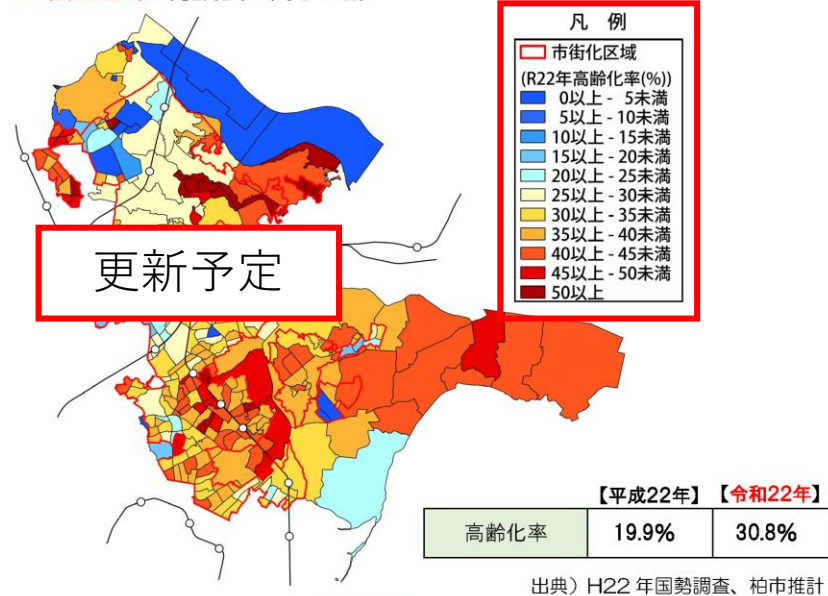 凡 例
市街化区域
(R22年高齢化率(%))
0以上 - 5未満
5以上 - 10未満
10以上 - 15未満
15以上 - 20未満
20以上 - 25未満
25以上 - 30未満
30以上 - 35未満
35以上 - 40未満
40以上 - 45未満
45以上 - 50未満
50以上
更新予定
【平成22年】 【令和22年】
高齢化率 19.9% 30.8%
出典）H22 年国勢調査、柏市推計